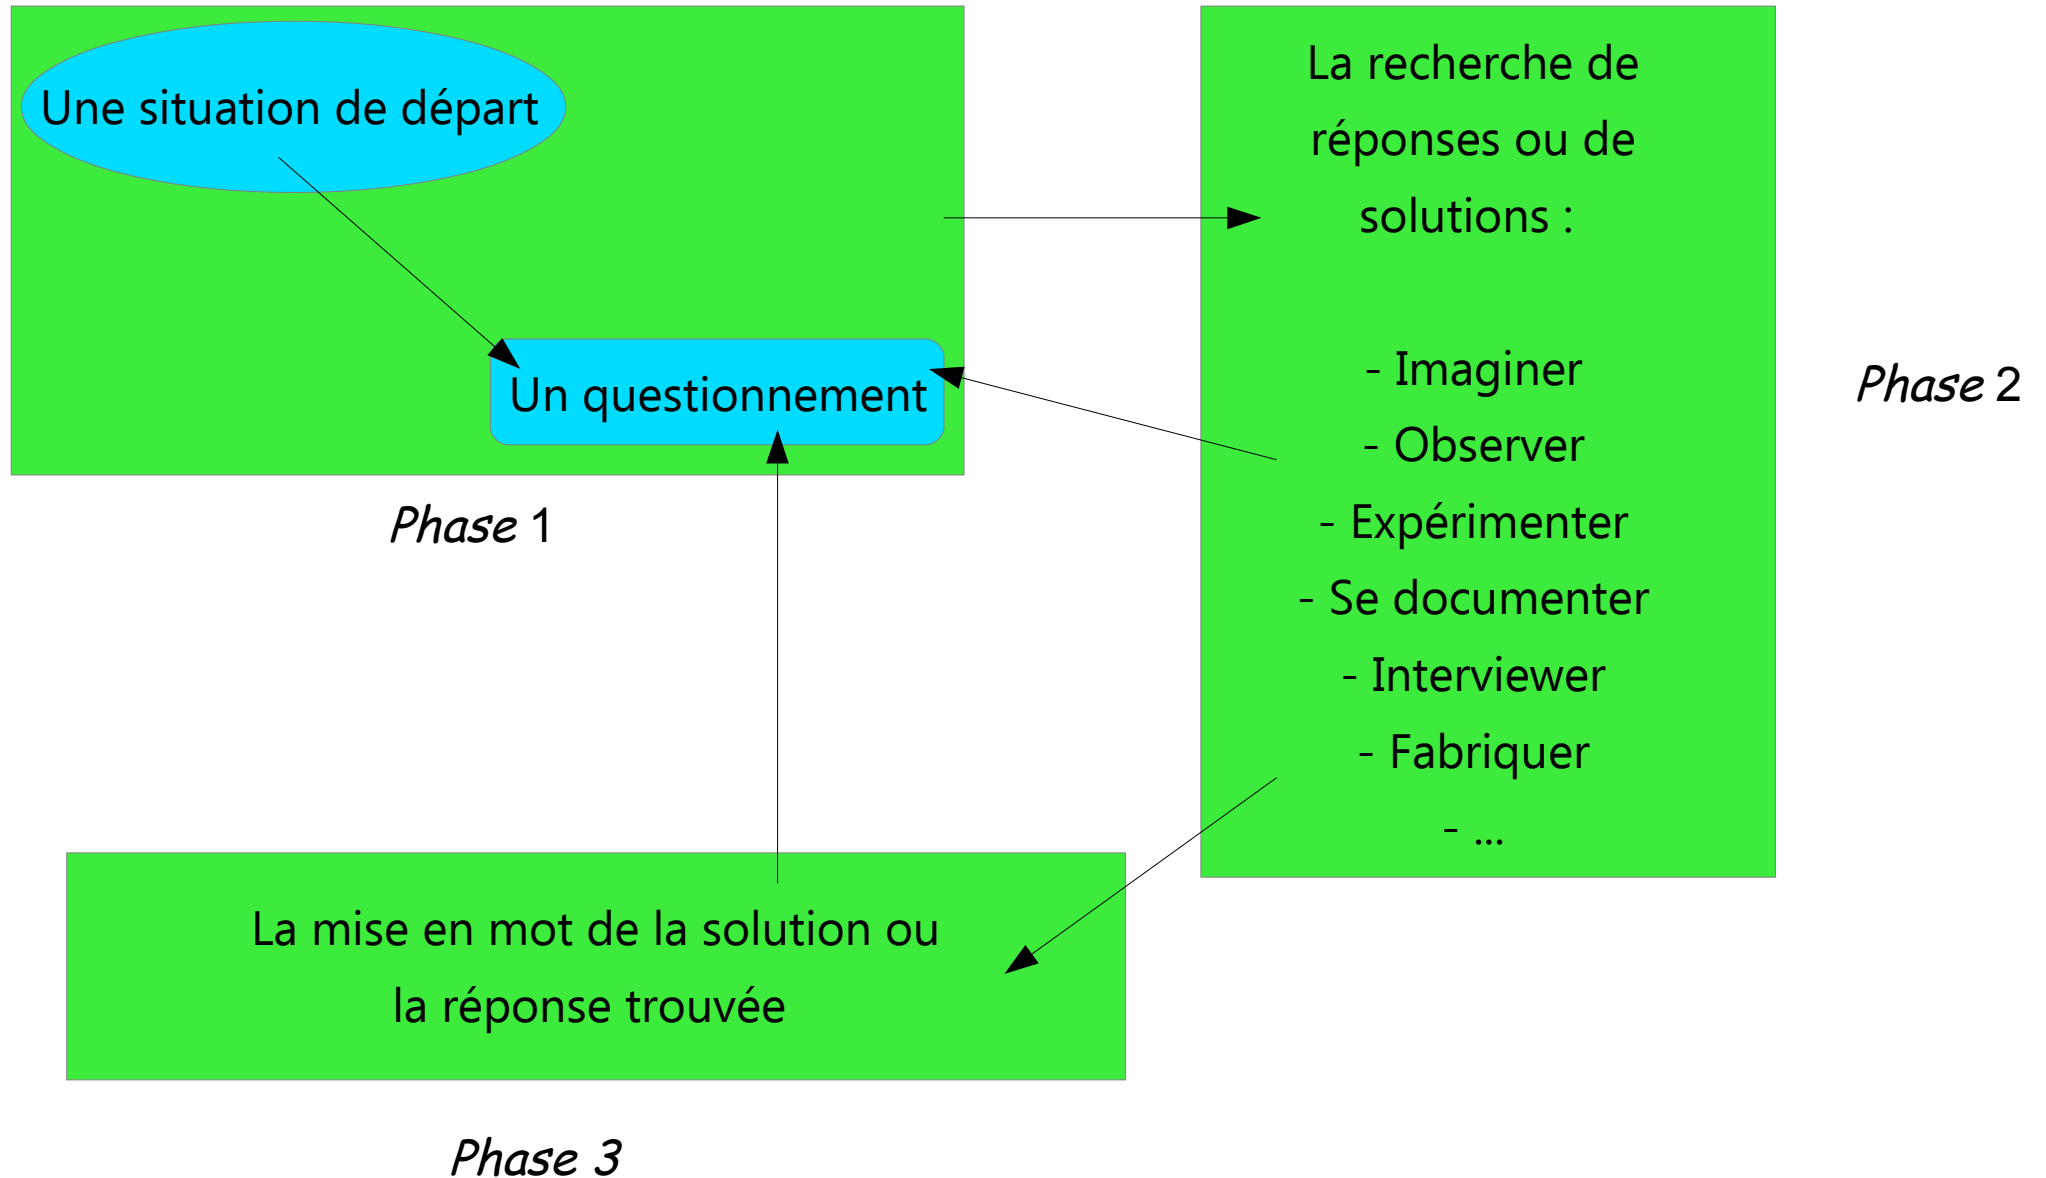 Une situation de départ
Un questionnement
Phase 1
La recherche de
réponses ou de
solutions :
- Imaginer
- Observer
- Expérimenter
- Se documenter
- Interviewer
- Fabriquer
- ...
Phase 2
La mise en mot de la solution ou
la réponse trouvée
Phase 3